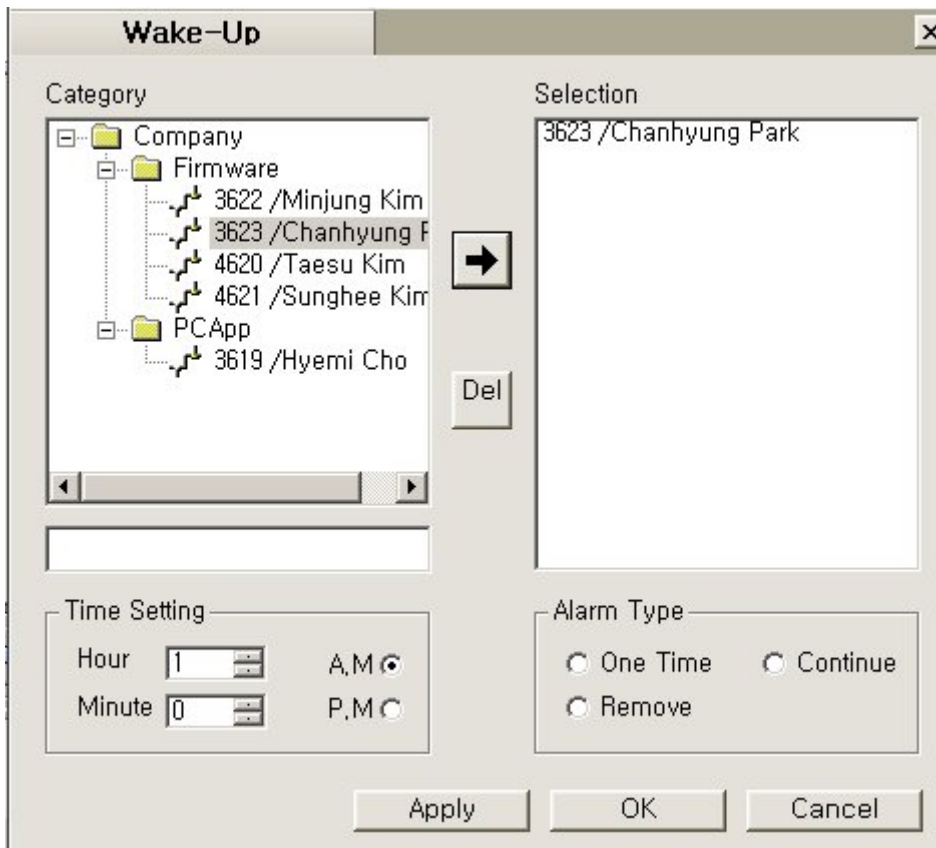 Wake-Up
Category
Company
Firmware
3622 /Minjung Kim
3623 /Chanhyung P
4620 /Taesu Kim
4621 /Sunghee Kim
PCApp
3619 /Hyemi Cho
Del
Selection
3623 /Chanhyung Park
Time Setting
Hour 1 A,M
Minute 0 P,M
Alarm Type
One Time Continue
Remove
Apply OK Cancel